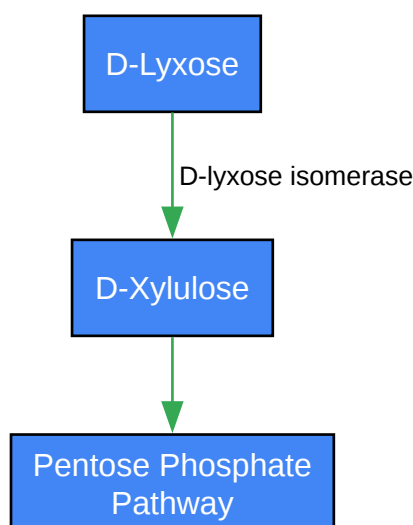 D-Lyxose
D-lyxose isomerase
D-Xylulose
Pentose Phosphate
Pathway